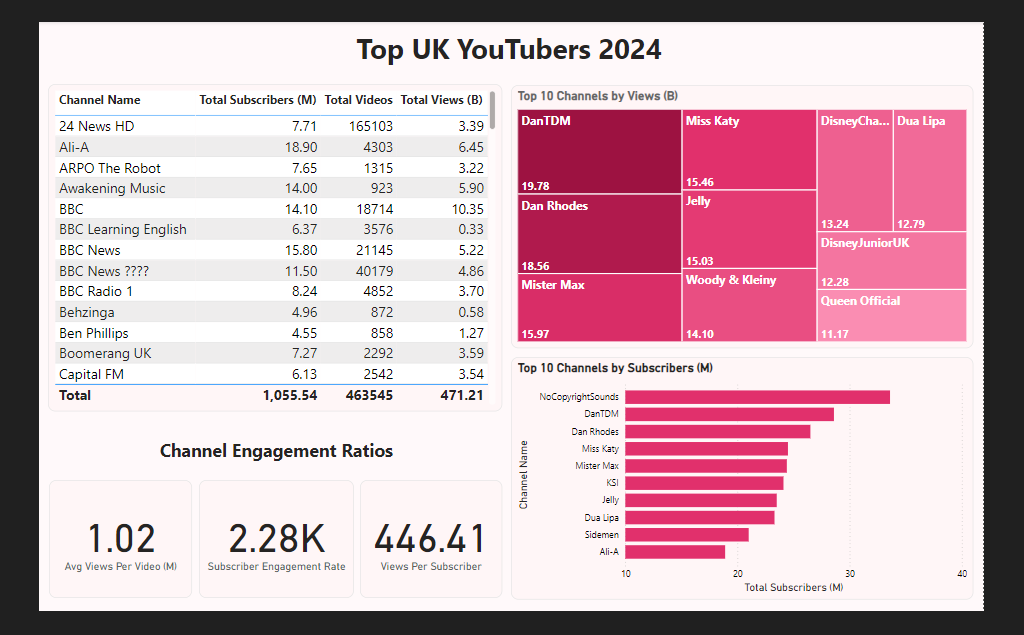 Top UK YouTubers 2024
Channel Name Total Subscribers (M) Total Videos Total Views (B)
24 News HD 7.71 165103 3.39
Ali-A 18.90 4303 6.45
ARPO The Robot 7.65 1315 3.22
Awakening Music 14.00 923 5.90
BBC 14.10 18714 10.35
BBC Learning English 6.37 3576 0.33
BBC News 15.80 21145 5.22
BBC News ???? 11.50 40179 4.86
BBC Radio 1 8.24 4852 3.70
Behzinga 4.96 872 0.58
Ben Phillips 4.55 858 1.27
Boomerang UK 7.27 2292 3.59
Capital FM 6.13 2542 3.54
Total 1,055.54 463545 471.21
Channel Engagement Ratios
1.02
Avg Views Per Video (M)
2.28K
Subscriber Engagement Rate
446.41
Views Per Subscriber
Top 10 Channels by Views (B)
DanTDM
19.78
Dan Rhodes
18.56
Mister Max
15.97
Miss Katy
15.46
Jelly
15.03
Woody & Kleiny
14.10
DisneyCha...
13.24
Dua Lipa
12.79
DisneyJuniorUK
12.28
Queen Official
11.17
Top 10 Channels by Subscribers (M)
Channel Name
NoCopyrightSounds
DanTDM
Dan Rhodes
Miss Katy
Mister Max
KSI
Jelly
Dua Lipa
Sidemen
Ali-A
10 20 30 40
Total Subscribers (M)